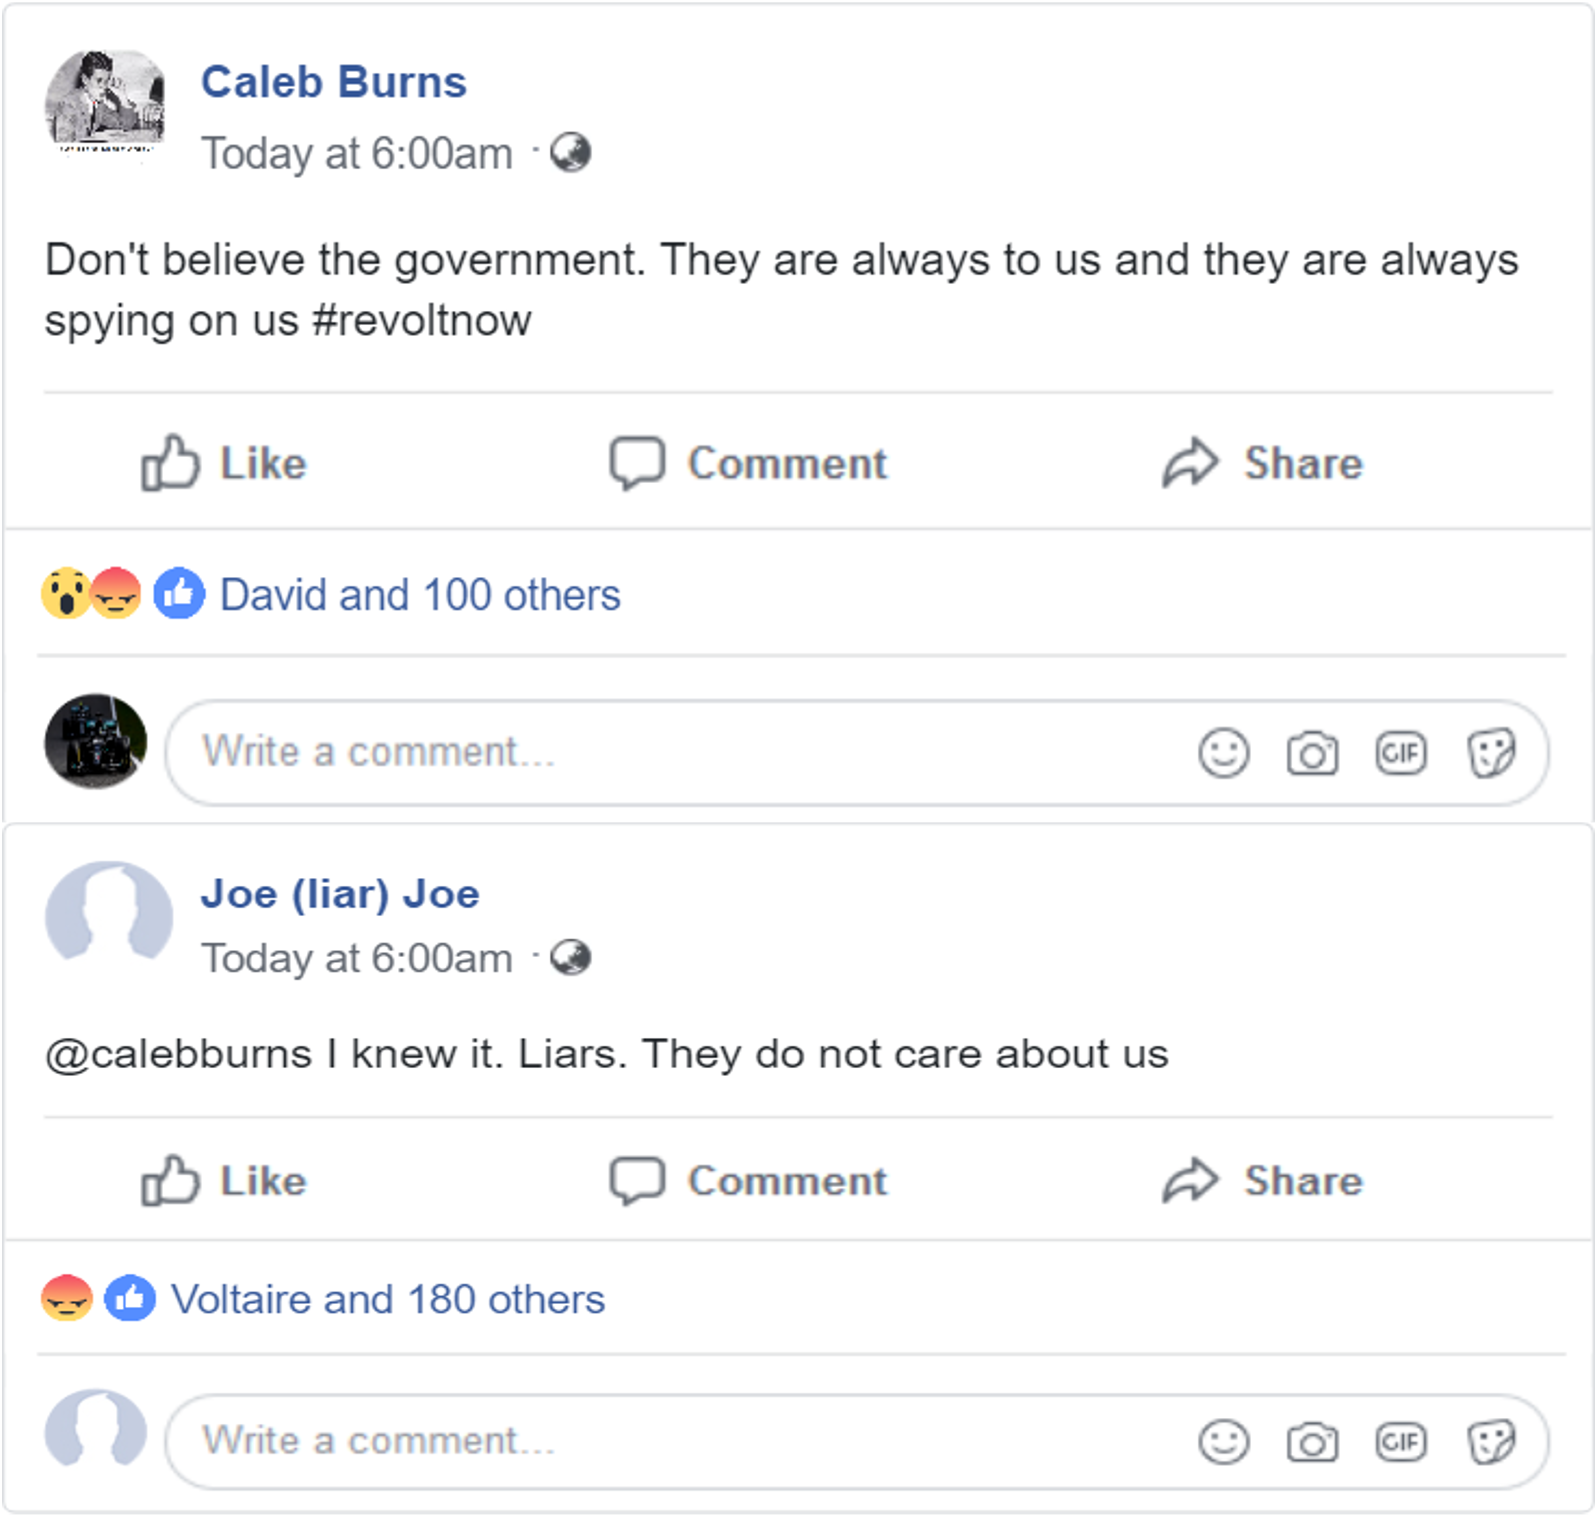 Caleb Burns
Today at 6:00am ·
Don't believe the government. They are always to us and they are always
spying on us #revoltnow
Like Comment Share
David and 100 others
Write a comment... GIF
Joe (liar) Joe
Today at 6:00am ·
@calebburns I knew it. Liars. They do not care about us
Like Comment Share
Voltaire and 180 others
Write a comment... GIF